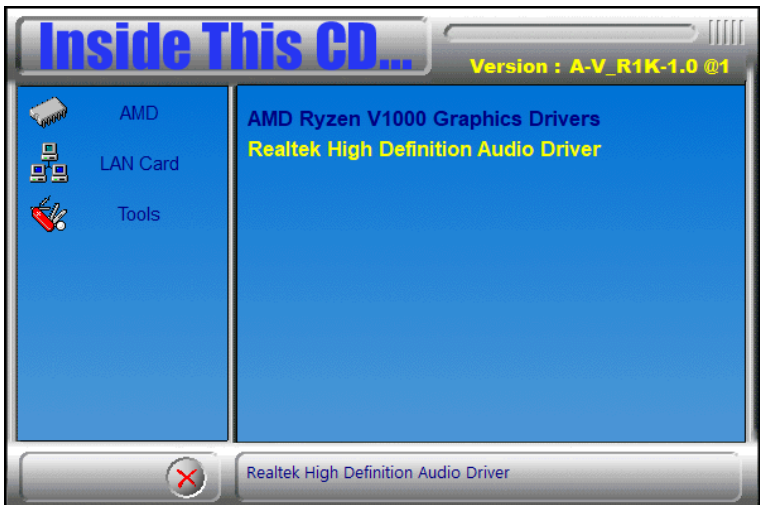 Inside This CD...
Version : A-V_R1K-1.0 @1
AMD
LAN Card
Tools
AMD Ryzen V1000 Graphics Drivers
Realtek High Definition Audio Driver
Realtek High Definition Audio Driver